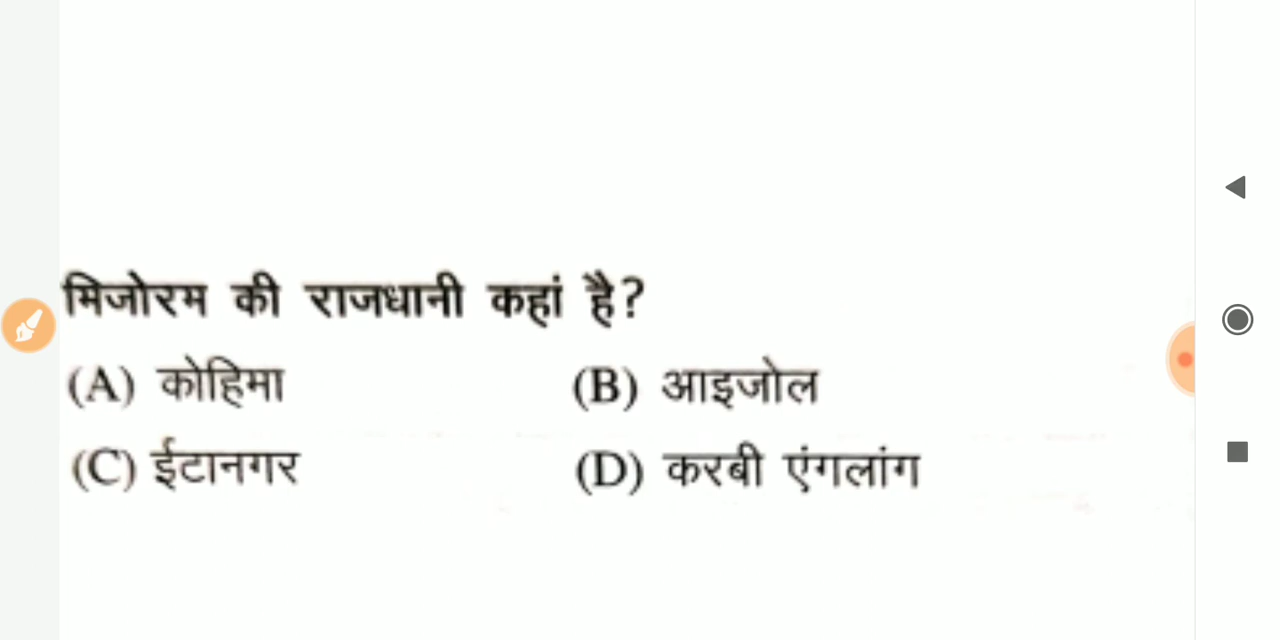 मिजोरम की राजधानी कहां है?
(A) कोहिमा (B) आइजोल
(C) ईटानगर (D) करबी एंगलांग